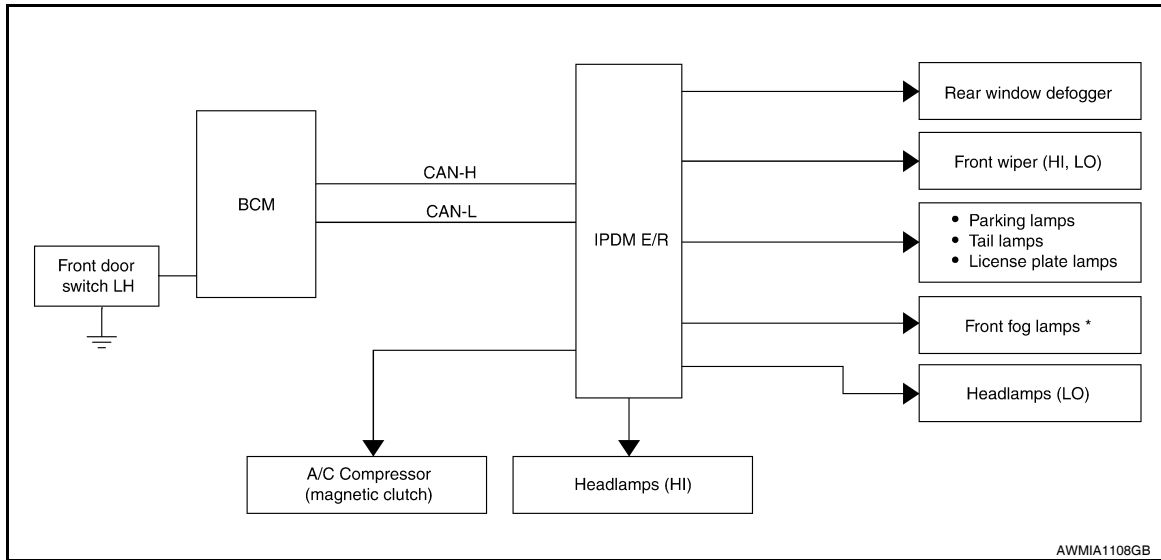 Rear window defogger
Front wiper (HI, LO)
CAN-H
BCM
CAN-L
• Parking lamps
• Tail lamps
• License plate lamps
IPDM E/R
Front door
switch LH
Front fog lamps *
Headlamps (LO)
A/C Compressor
(magnetic clutch)
Headlamps (HI)
AWMIA1108GB